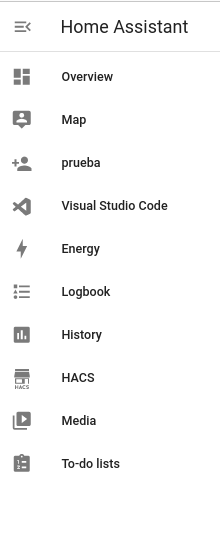 Home Assistant
Overview
Map
prueba
Visual Studio Code
Energy
Logbook
History
HACS
HACS
Media
To-do lists